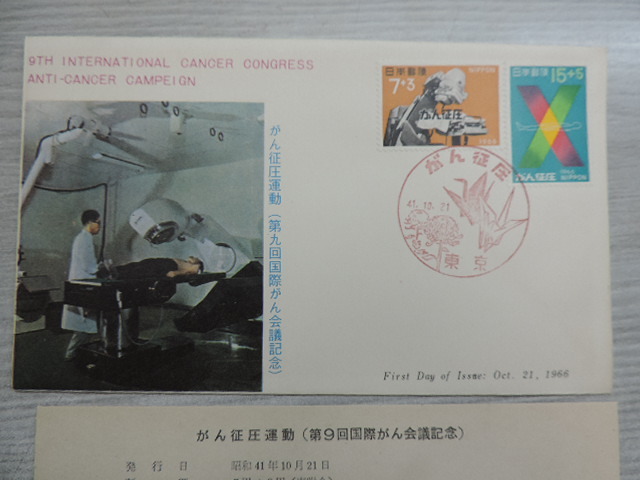 9TH INTERNATIONAL CANCER CONGRESS
ANTI-CANCER CAMPEIGN
日本郵便
NIPPON
7+3
がん征圧
1966
日本郵便 15+5
がん征圧
1966
NIPPON
がん征圧
41.10.21
東京
がん征圧運動(第九回国際がん会議記念)
First Day of Issue: Oct. 21, 1966
がん征圧運動(第9回国際がん会議記念)
発行日 昭和41年10月21日